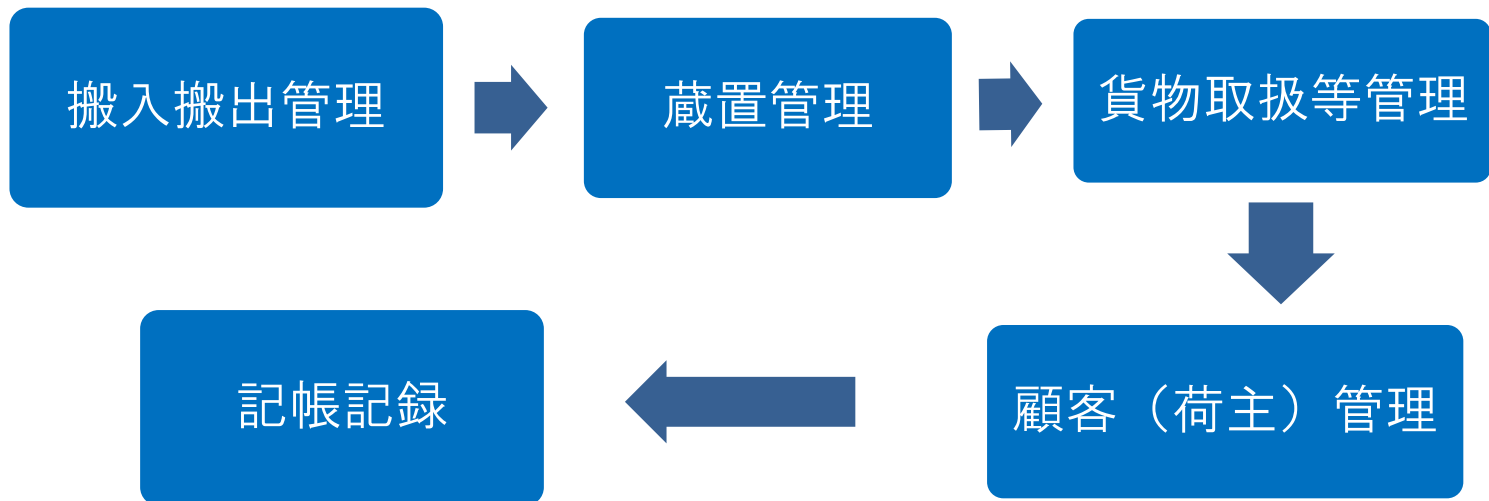 搬入搬出管理
蔵置管理
貨物取扱等管理
顧客（荷主）管理
記帳記録